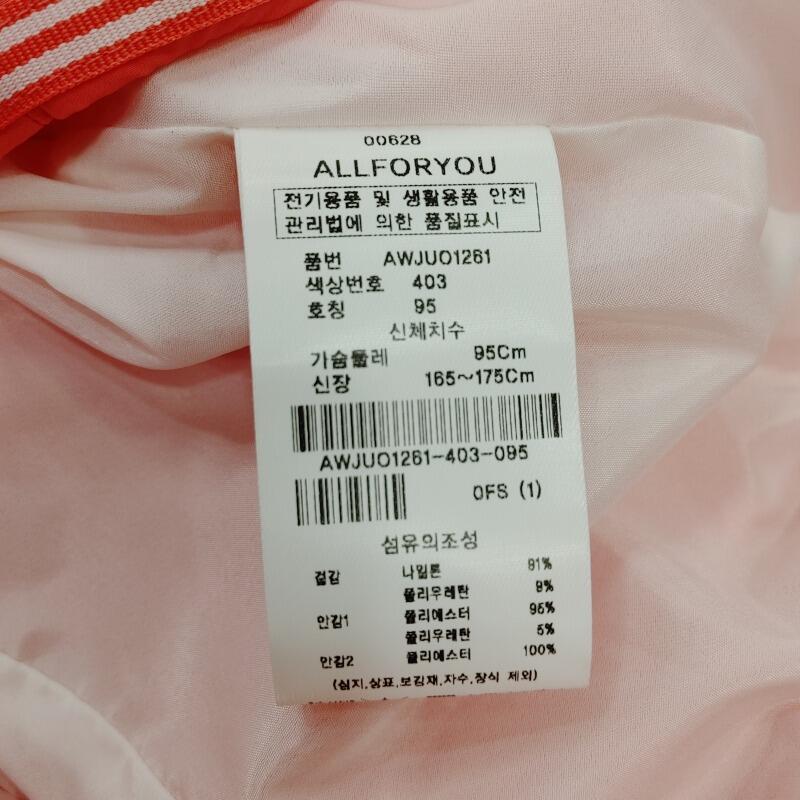 00628
ALLFORYOU
전기용품 및 생활용품 안전
관리법에 의한 품질표시
품번 AWJUO1261
색상번호 403
호칭 95
신체치수
가슴둘레 95Cm
신장 165~175Cm
AWJUO1261-403-095
OFS (1)
섬유의조성
겉감 나일론 91%
폴리우레탄 9%
안감1 폴리에스터 95%
폴리우레탄 5%
안감2 폴리에스터 100%
(심지,상표,보강재,자수,장식 제외)